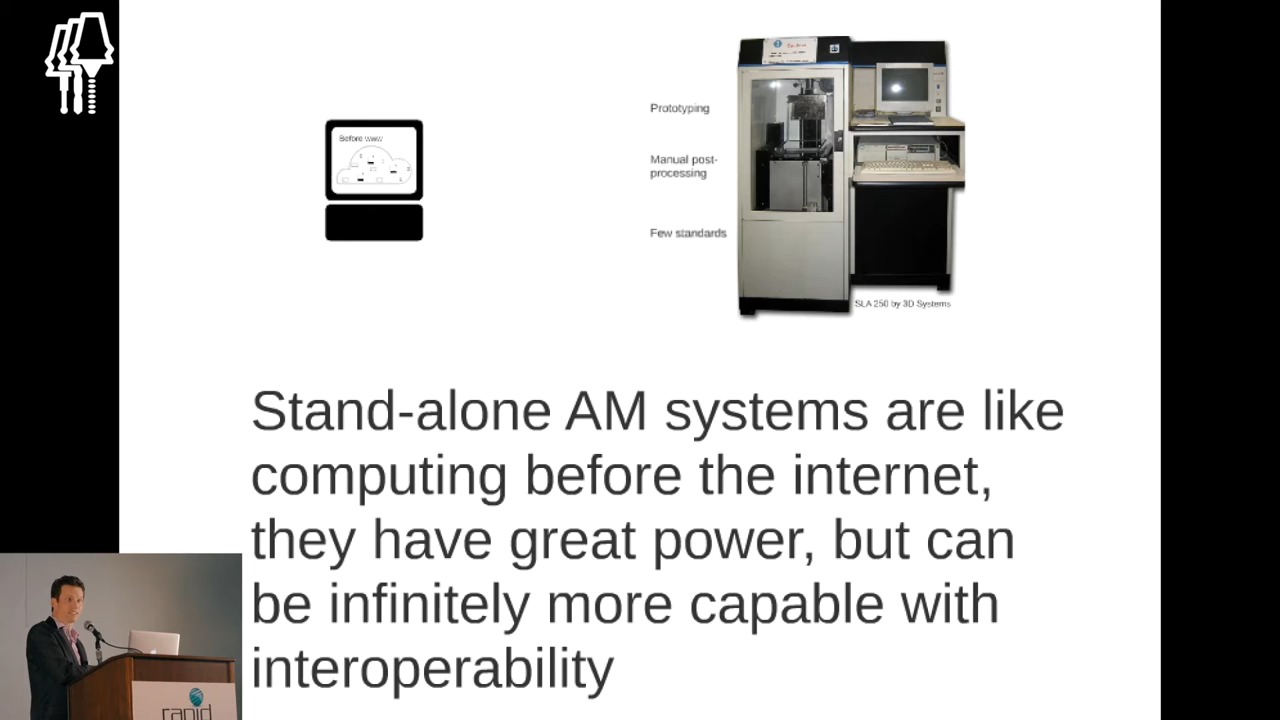 Before www
Prototyping
Manual post-
processing
Few standards
SLA 250 by 3D Systems
Stand-alone AM systems are like
computing before the internet,
they have great power, but can
be infinitely more capable with
interoperability
rapid